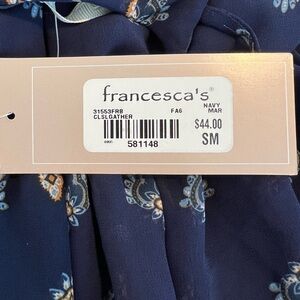 francesca's®
31553FRB FA6 NAVY
CLSLGATHER MAR
$44.00
581148 SM